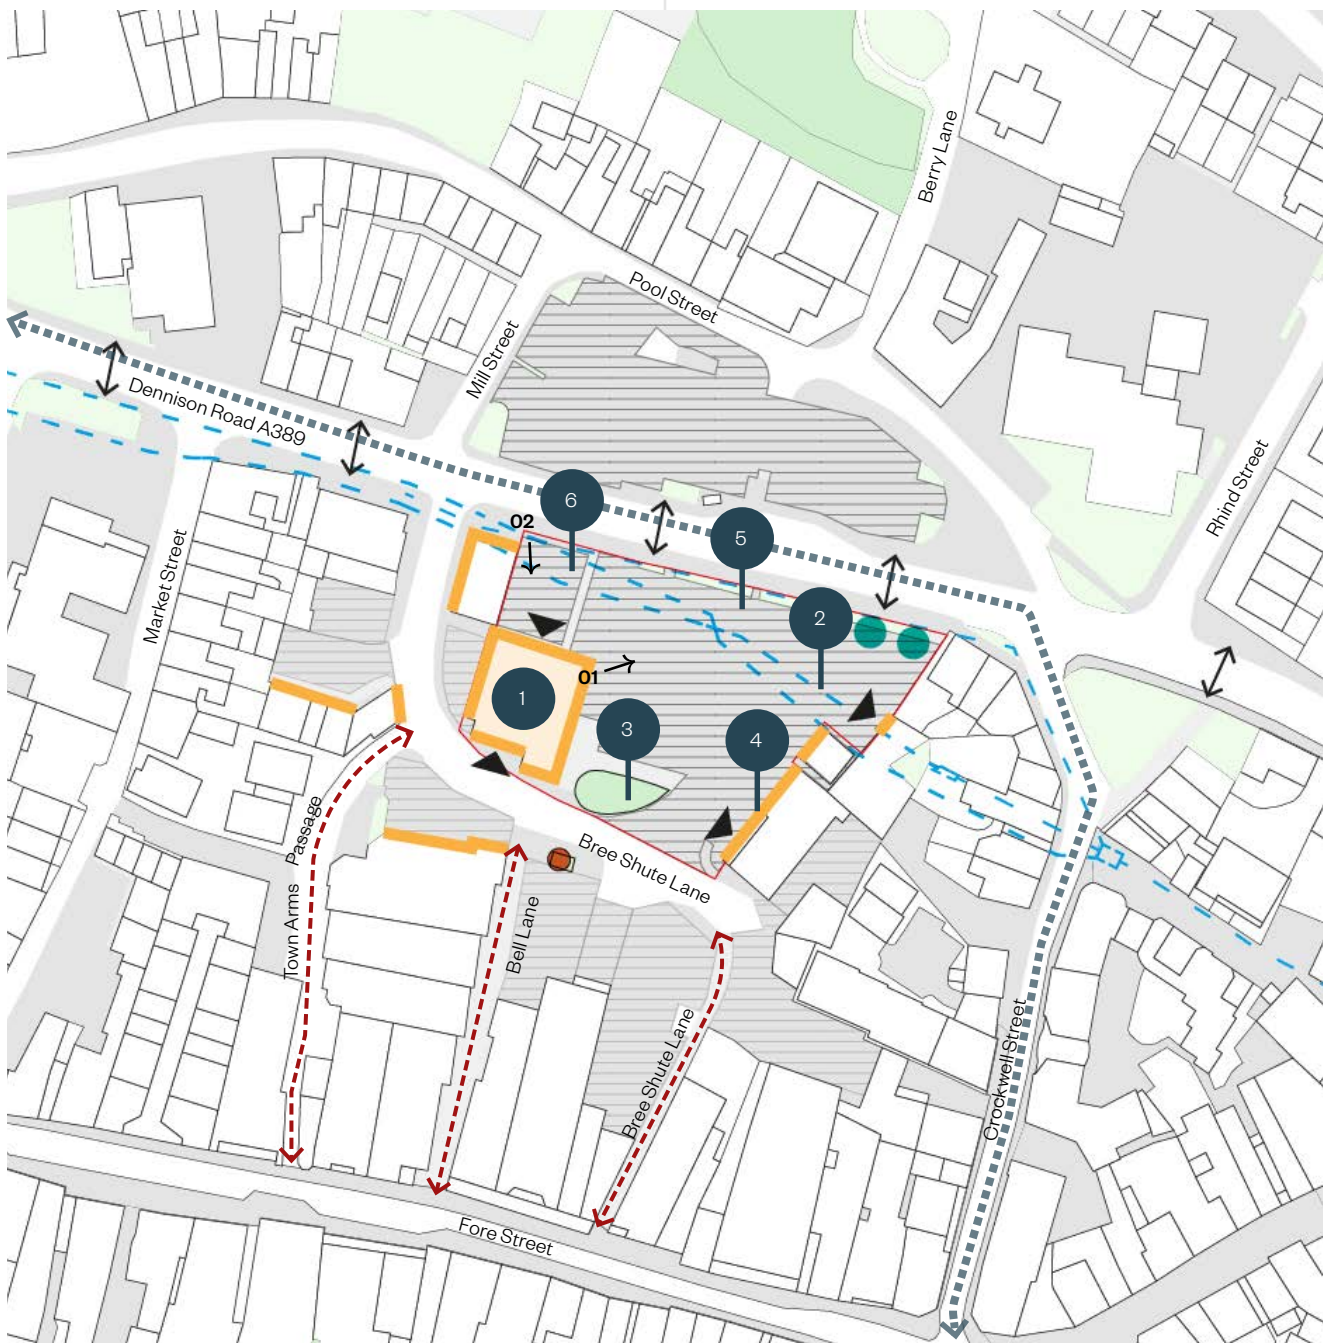 Berry Lane
Pool Street
Mill Street
Dennison Road A389
Rhind Street
Market Street
6
02
5
2
01
1
3
4
Town Arms Passage
Bree Shute Lane
Bell Lane
Bree Shute Lane
Crockwell Street
Fore Street